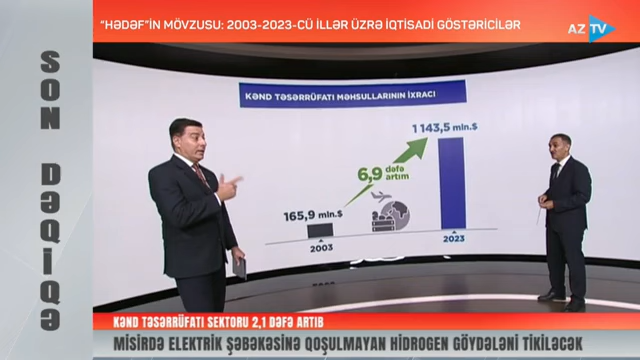 "HƏDƏF"İN MÖVZUSU: 2003-2023-CÜ İLLƏR ÜZRƏ İQTİSADİ GÖSTƏRİCİLƏR
AZTV
SON DƏQİQƏ
KƏND TƏSƏRRÜFATI MƏHSULLARININ İXRACI
1 143,5 mln.$
6,9 dəfə artım
165,9 mln.$
2003
2023
KƏND TƏSƏRRÜFATI SEKTORU 2,1 DƏFƏ ARTIB
MİSİRDƏ ELEKTRİK ŞƏBƏKƏSİNƏ QOŞULMAYAN HİDROGEN GÖYDƏLƏNİ TİKİLƏCƏK